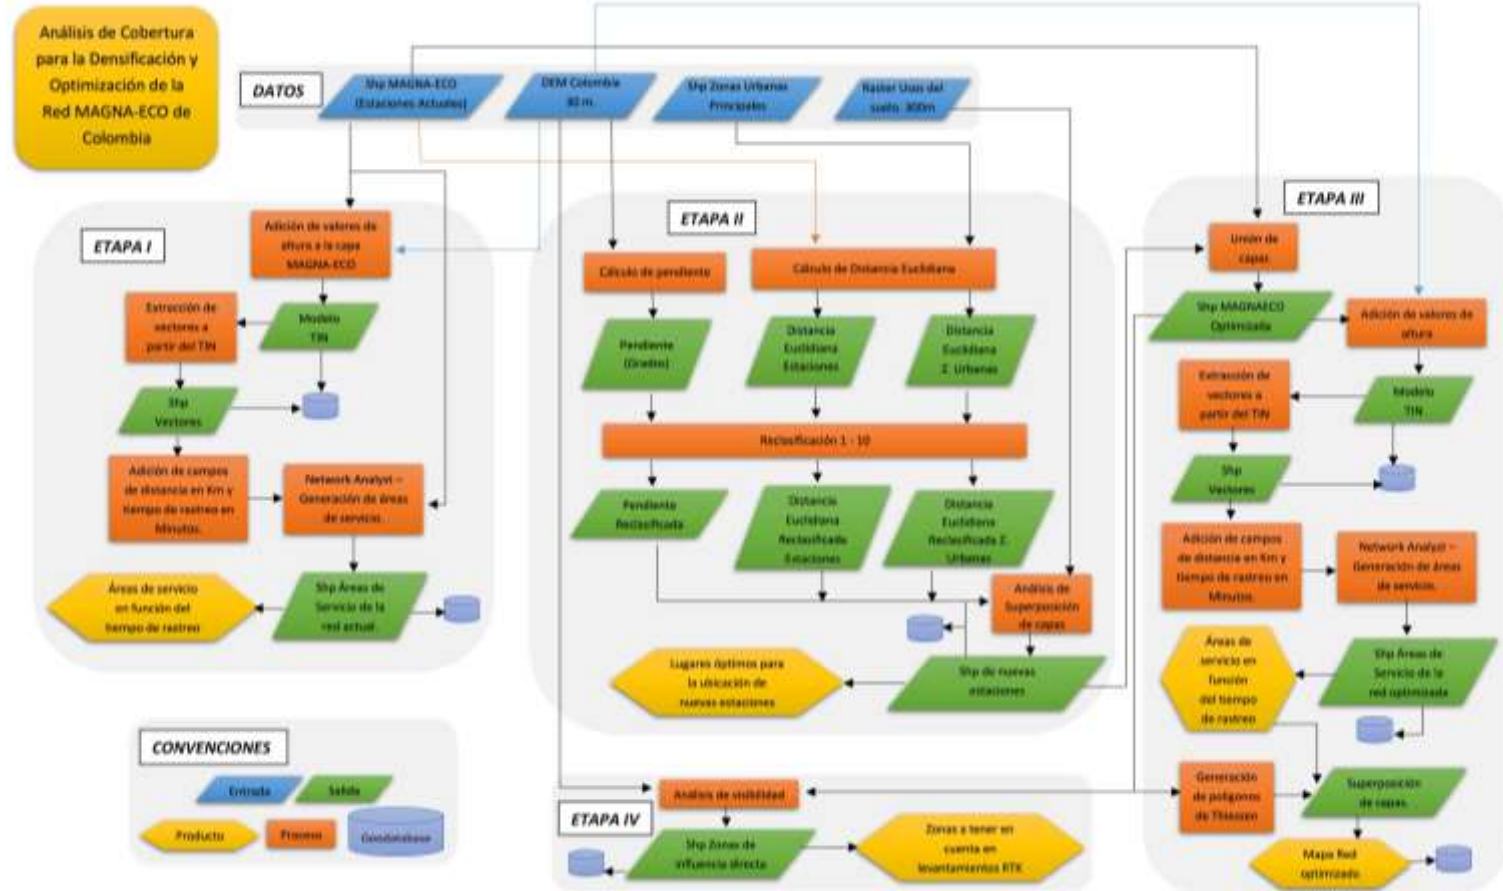 Análisis de Cobertura
para la Densificación y
Optimización de la
Red MAGNA-ECO de
Colombia
DATOS
Shp MAGNA-ECO
(Estaciones Actuales)
DEM Colombia
30 m.
Shp Zonas Urbanas
Principales
Raster Usos del
suelo. 300m
ETAPA I
Adición de valores de
altura a la capa
MAGNA-ECO
Extracción de
vectores a
partir del TIN
Modelo
TIN
Shp
Vectores
Adición de campos
de distancia en Km y
tiempo de rastreo en
Minutos.
Network Analyst –
Generación de áreas
de servicio.
Áreas de servicio
en función del
tiempo de rastreo
Shp Áreas de
Servicio de la
red actual.
ETAPA II
Cálculo de pendiente
Cálculo de Distancia Euclidiana
Pendiente
(Grados)
Distancia
Euclidiana
Estaciones
Distancia
Euclidiana
Z. Urbanas
Reclasificación 1 - 10
Pendiente
Reclasificada
Distancia
Euclidiana
Reclasificada
Estaciones
Distancia
Euclidiana
Reclasificada Z.
Urbanas
Análisis de
Superposición
de capas
Lugares óptimos para
la ubicación de
nuevas estaciones
Shp de nuevas
estaciones
ETAPA III
Unión de
capas
Shp MAGNAECO
Optimizada
Adición de valores de
altura
Extracción de
vectores a
partir del TIN
Modelo
TIN
Shp
Vectores
Adición de campos
de distancia en Km y
tiempo de rastreo en
Minutos.
Network Analyst –
Generación de áreas
de servicio.
Áreas de
servicio en
función
del tiempo
de rastreo
Shp Áreas de
Servicio de la
red optimizada
Generación
de polígonos
de Thiessen
Superposición
de capas.
Mapa Red
optimizado
ETAPA IV
Análisis de visibilidad
Shp Zonas de
influencia directa
Zonas a tener en
cuenta en
levantamientos RTK
CONVENCIONES
Entrada
Salida
Producto
Proceso
Geodatabase